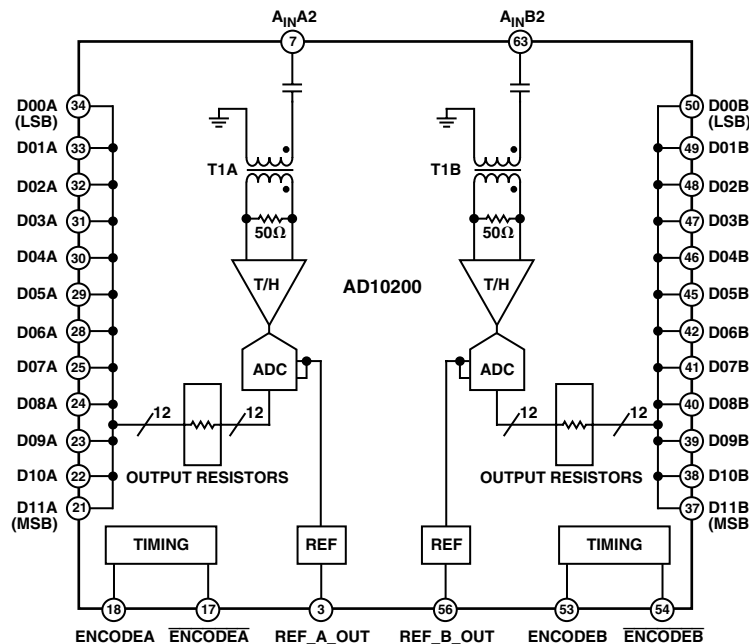 AINA2 AINB2
7 63
D00A (LSB) 34 50 D00B (LSB)
D01A 33 49 D01B
T1A T1B
D02A 32 48 D02B
D03A 31 47 D03B
50Ω 50Ω
D04A 30 46 D04B
T/H AD10200 T/H
D05A 29 45 D05B
D06A 28 42 D06B
D07A 25 41 D07B
ADC ADC
D08A 24 40 D08B
12 12 12 12
D09A 23 39 D09B
OUTPUT RESISTORS OUTPUT RESISTORS
D10A 22 38 D10B
D11A (MSB) 21 37 D11B (MSB)
TIMING REF REF TIMING
18 17 3 56 53 54
ENCODEA ENCODEA REF_A_OUT REF_B_OUT ENCODEB ENCODEB